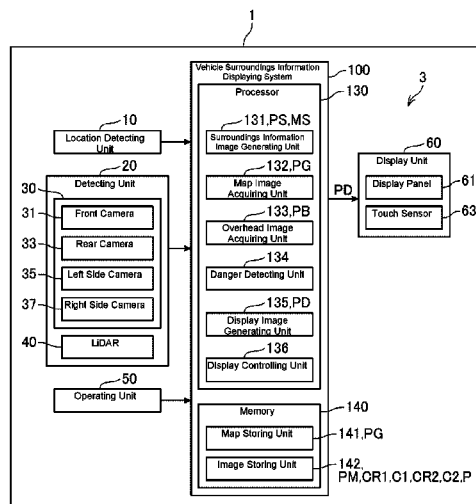 1
Vehicle Surroundings Information
Displaying System
100
Processor
130
3
10
Location Detecting
Unit
131,PS,MS
Surroundings Information
Image Generating Unit
60
Display Unit
20
Detecting Unit
132,PG
Map Image
Acquiring Unit
PD
Display Panel
61
30
31
Front Camera
133,PB
Overhead Image
Acquiring Unit
Touch Sensor
63
33
Rear Camera
134
Danger Detecting Unit
35
Left Side Camera
135,PD
Display Image
Generating Unit
37
Right Side Camera
136
Display Controlling Unit
40
LiDAR
50
Operating Unit
Memory
140
Map Storing Unit
141,PG
Image Storing Unit
142,
PM,CR1,C1,CR2,C2,P